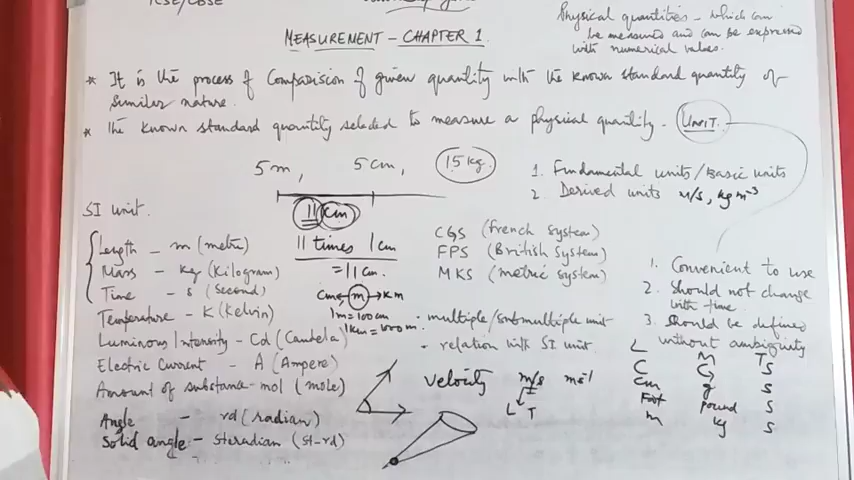 ICSE/CBSE
Physical quantities - which can
be measured and can be expressed
with numerical values.
MEASUREMENT - CHAPTER 1.
* It is the process of Comparision of given quantity with the known standard quantity of
similar nature.
* The known standard quantity selected to measure a physical quantity - UNIT.
5m, 5cm, 15kg.
1. Fundamental units/Basic units
2. Derived units m/s, kg m⁻³
11 cm
SI unit.
Length - m (metre)
Mass - kg (Kilogram)
Time - s (Second)
Temperature - K (Kelvin)
Luminous Intensity - Cd (Candela)
Electric Current - A (Ampere)
Amount of substance - mol (mole)
Angle - rd (radian)
Solid angle - Steradian (st-rd)
11 times 1cm
= 11 cm.
cm m km
1m = 100cm
1km = 1000 m.
CGS (French System)
FPS (British System)
MKS (metric system)
- multiple/submultiple unit
- relation with SI unit
Velocity m/s ms⁻¹
L T
1. Convenient to use
2. Should not change
with time.
3. Should be defined
without ambiguity
L M T
C G S
cm g s
Foot pound s
m kg s